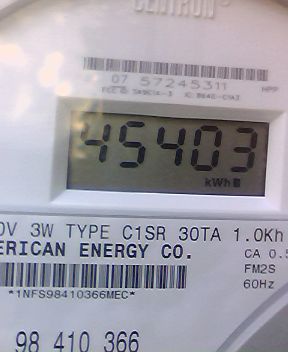 CENTRON®
07 57245311
45403
kWh
0V 3W TYPE C1SR 30TA 1.0Kh
ERICAN ENERGY CO.
CA 0.5
FM2S
60Hz
*1NFS98410366MEC*
98 410 366